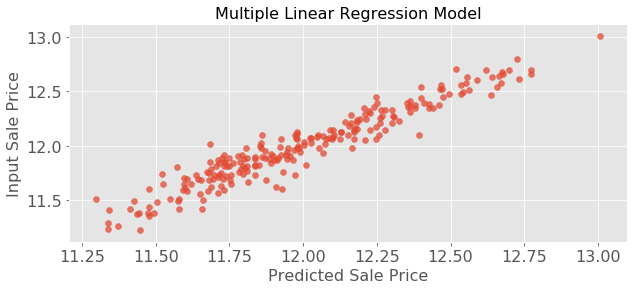 Multiple Linear Regression Model
Input Sale Price
13.0
12.5
12.0
11.5
11.25 11.50 11.75 12.00 12.25 12.50 12.75 13.00
Predicted Sale Price